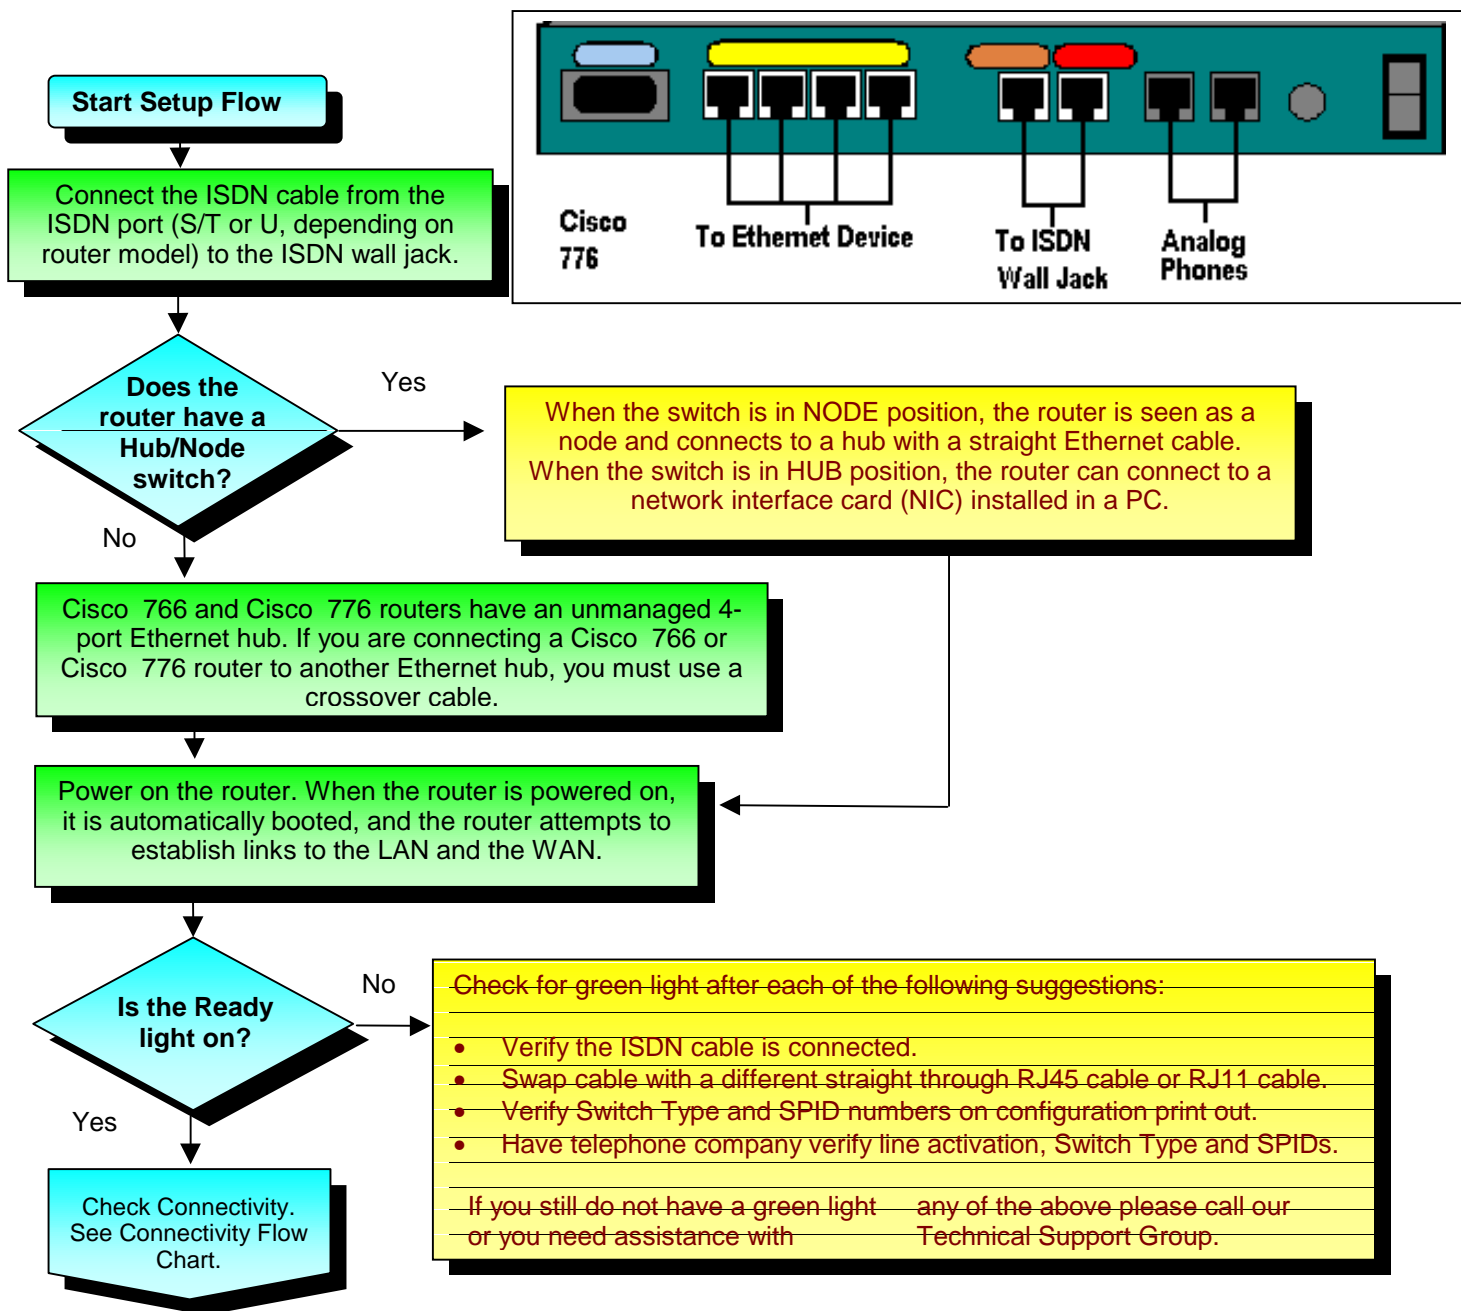 Start Setup Flow
Connect the ISDN cable from the
ISDN port (S/T or U, depending on
router model) to the ISDN wall jack.
Cisco
776
To Ethernet Device
To ISDN
Wall Jack
Analog
Phones
Does the
router have a
Hub/Node
switch?
Yes
When the switch is in NODE position, the router is seen as a
node and connects to a hub with a straight Ethernet cable.
When the switch is in HUB position, the router can connect to a
network interface card (NIC) installed in a PC.
No
Cisco 766 and Cisco 776 routers have an unmanaged 4-
port Ethernet hub. If you are connecting a Cisco 766 or
Cisco 776 router to another Ethernet hub, you must use a
crossover cable.
Power on the router. When the router is powered on,
it is automatically booted, and the router attempts to
establish links to the LAN and the WAN.
Is the Ready
light on?
No
Check for green light after each of the following suggestions:
• Verify the ISDN cable is connected.
• Swap cable with a different straight through RJ45 cable or RJ11 cable.
• Verify Switch Type and SPID numbers on configuration print out.
• Have telephone company verify line activation, Switch Type and SPIDs.
If you still do not have a green light any of the above please call our
or you need assistance with Technical Support Group.
Yes
Check Connectivity.
See Connectivity Flow
Chart.